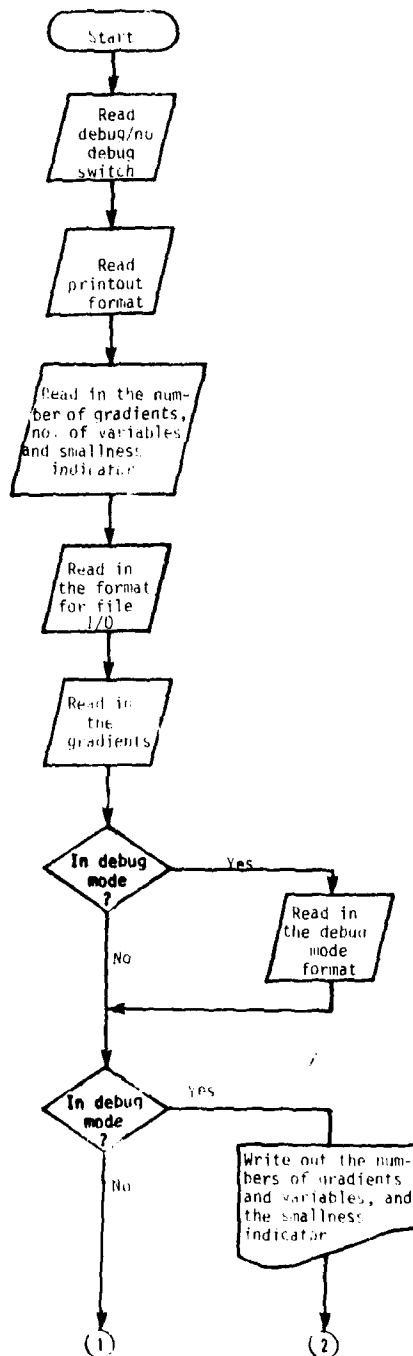 Start
Read
debug/no
debug
switch
Read
printout
format
Read in the num-
ber of gradients,
no. of variables
and smallness
indicator
Read in
the format
for file
I/O
Read in
the
gradients
In debug
mode
?
Yes
Read in
the debug
mode
format
No
In debug
mode
?
Yes
Write out the num-
bers of gradients
and variables, and
the smallness
indicator
No
1
2